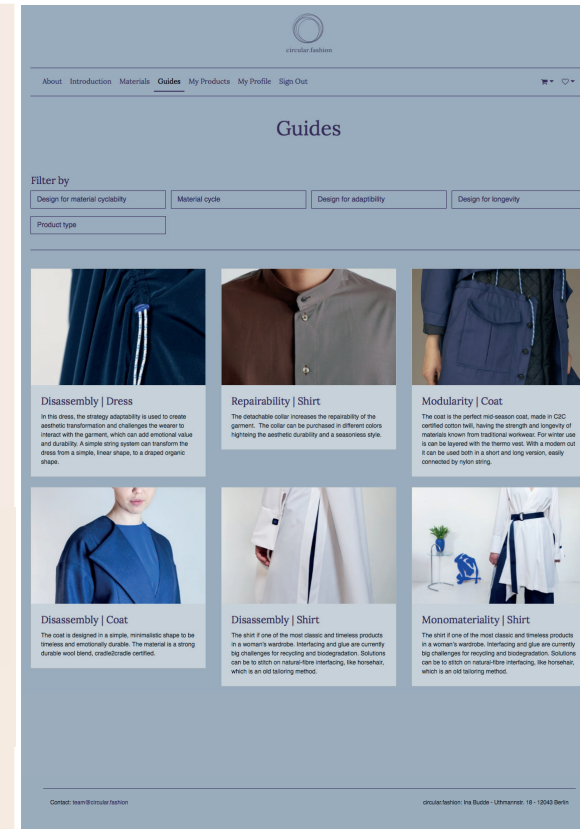 circular.fashion
About Introduction Materials Guides My Products My Profile Sign Out
Guides
Filter by
Design for material cyclabilty
Material cycle
Design for adaptibility
Design for longevity
Product type
Disassembly | Dress
In this dress, the strategy adaptability is used to create
aesthetic transformation and challenges the wearer to
interact with the garment, which can add emotional value
and durability. A simple string system can transform the
dress from a simple, linear shape, to a draped organic
shape.
Repairability | Shirt
The detachable collar increases the repairability of the
garment. The collar can be purchased in different colors
highteing the aesthetic durability and a seasonless style.
Modularity | Coat
The coat is the perfect mid-season coat, made in C2C
certified cotton twill, having the strength and longevity of
materials known from traditional workwear. For winter use
is can be layered with the thermo vest. With a modern cut
it can be used both in a short and long version, easily
connected by nylon string.
Disassembly | Coat
The coat is designed in a simple, minimalistic shape to be
timeless and emotionally durable. The material is a strong
durable wool blend, cradle2cradle certified.
Disassembly | Shirt
The shirt if one of the most classic and timeless products
in a women's wardrobe. Interfacing and glue are currently
big challenges for recycling and biodegradation. Solutions
can be to stitch on natural-fibre interfacing, like horsehair,
which is an old tailoring method.
Monomateriality | Shirt
The shirt if one of the most classic and timeless products
in a women's wardrobe. Interfacing and glue are currently
big challenges for recycling and biodegradation. Solutions
can be to stitch on natural-fibre interfacing, like horsehair,
which is an old tailoring method.
Contact: team@circular.fashion
circular.fashion: Ina Budde - Uthmannstr. 18 - 12043 Berlin